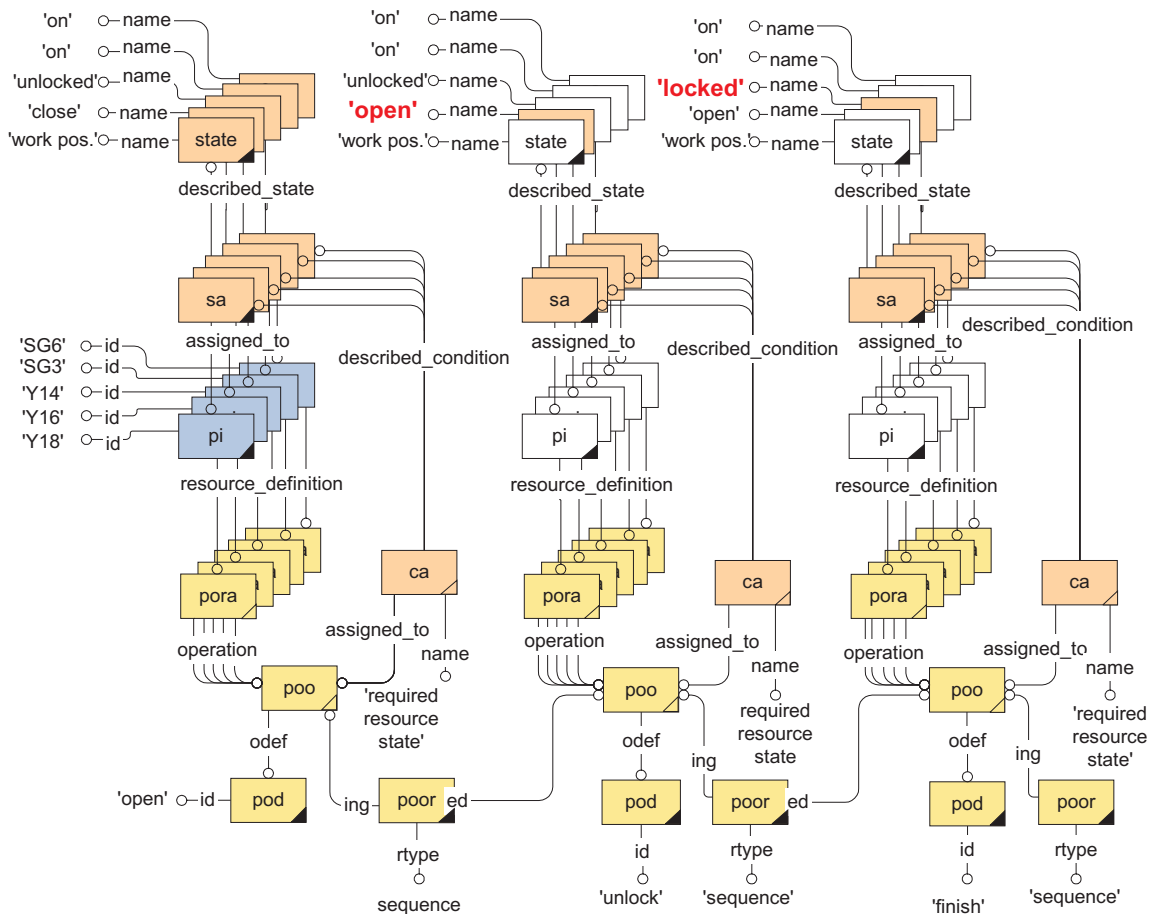 'on' name
'on' name
'on' name
'on' name
'on' name
'on' name
'unlocked' name
'unlocked' name
'locked' name
'close' name
'open' name
'open' name
'work pos.' name
'work pos.' name
'work pos.' name
state
state
state
described_state
described_state
described_state
sa
sa
sa
assigned_to
assigned_to
assigned_to
described_condition
described_condition
described_condition
'SG6' id
'SG3' id
'Y14' id
'Y16' id
'Y18' id
pi
pi
pi
resource_definition
resource_definition
resource_definition
ca
ca
ca
pora
pora
pora
assigned_to
assigned_to
assigned_to
operation
operation
operation
name
name
name
poo
poo
poo
'required
resource
state'
required
resource
state
'required
resource
state'
odef
odef
odef
ing
ing
'open' id
pod
ing
poor
ed
pod
poor
ed
pod
poor
rtype
id
rtype
id
rtype
sequence
'unlock'
'sequence'
'finish'
'sequence'